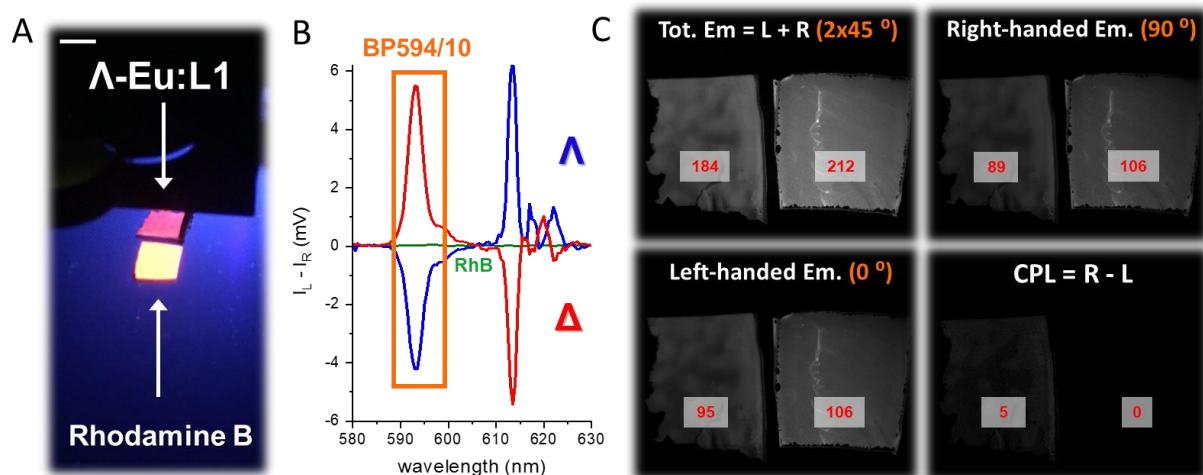 A
Λ-Eu:L1
Rhodamine B
B
BP594/10
6
4
2
0
-2
-4
-6
I_L - I_R (mV)
Λ
RhB
Δ
580 590 600 610 620 630
wavelength (nm)
C
Tot. Em = L + R (2x45 °)
184 212
Right-handed Em. (90 °)
89 106
Left-handed Em. (0 °)
95 106
CPL = R - L
5 0